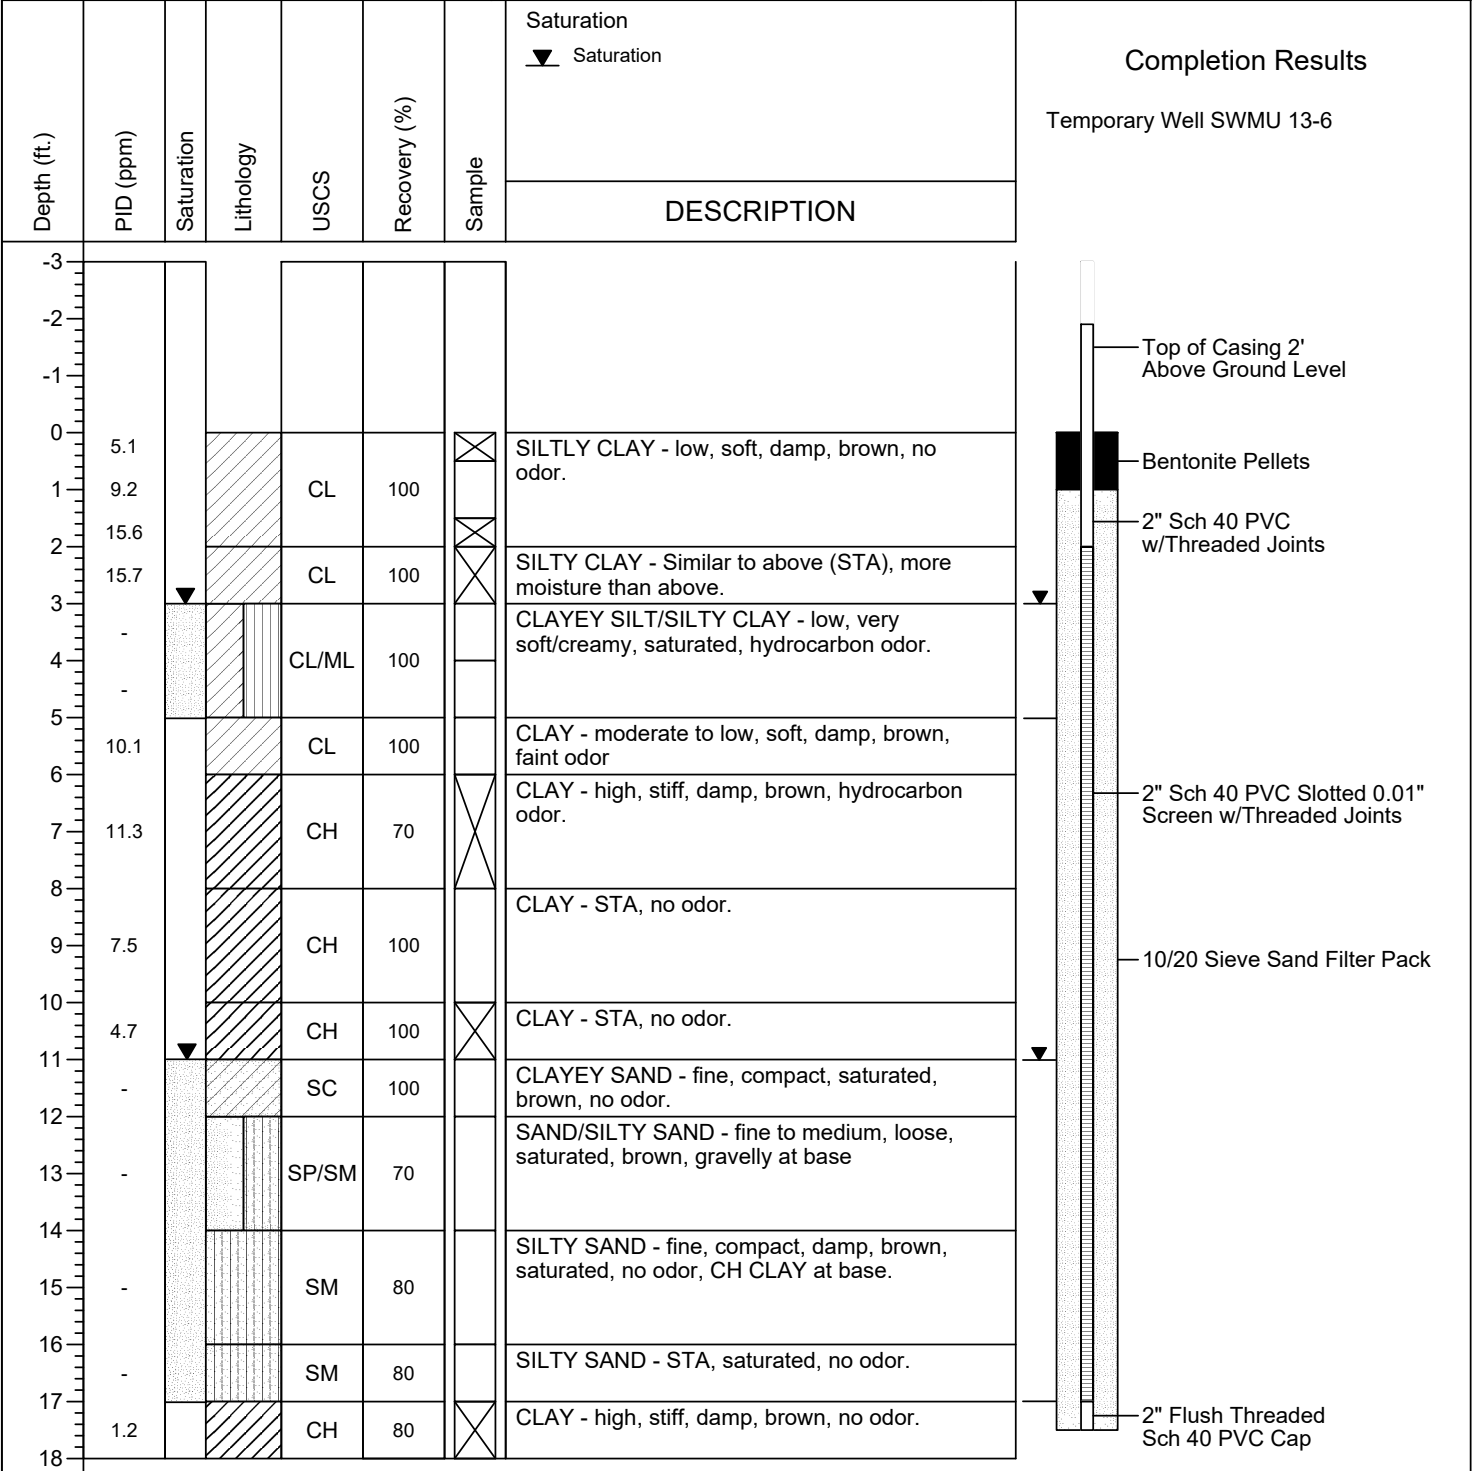 Saturation
Saturation
Completion Results
Temporary Well SWMU 13-6
Depth (ft.)
PID (ppm)
Saturation
Lithology
USCS
Recovery (%)
Sample
DESCRIPTION
-3
-2
-1
Top of Casing 2'
Above Ground Level
0
5.1
SILTLY CLAY - low, soft, damp, brown, no
odor.
Bentonite Pellets
1
9.2
CL
100
15.6
2" Sch 40 PVC
w/Threaded Joints
2
15.7
CL
100
SILTY CLAY - Similar to above (STA), more
moisture than above.
3
-
CLAYEY SILT/SILTY CLAY - low, very
soft/creamy, saturated, hydrocarbon odor.
4
CL/ML
100
-
5
10.1
CL
100
CLAY - moderate to low, soft, damp, brown,
faint odor
6
CLAY - high, stiff, damp, brown, hydrocarbon
odor.
2" Sch 40 PVC Slotted 0.01"
Screen w/Threaded Joints
7
11.3
CH
70
8
CLAY - STA, no odor.
9
7.5
CH
100
10/20 Sieve Sand Filter Pack
10
4.7
CH
100
CLAY - STA, no odor.
11
-
SC
100
CLAYEY SAND - fine, compact, saturated,
brown, no odor.
12
SAND/SILTY SAND - fine to medium, loose,
saturated, brown, gravelly at base
13
-
SP/SM
70
14
SILTY SAND - fine, compact, damp, brown,
saturated, no odor, CH CLAY at base.
15
-
SM
80
16
-
SM
80
SILTY SAND - STA, saturated, no odor.
17
1.2
CH
80
CLAY - high, stiff, damp, brown, no odor.
2" Flush Threaded
Sch 40 PVC Cap
18